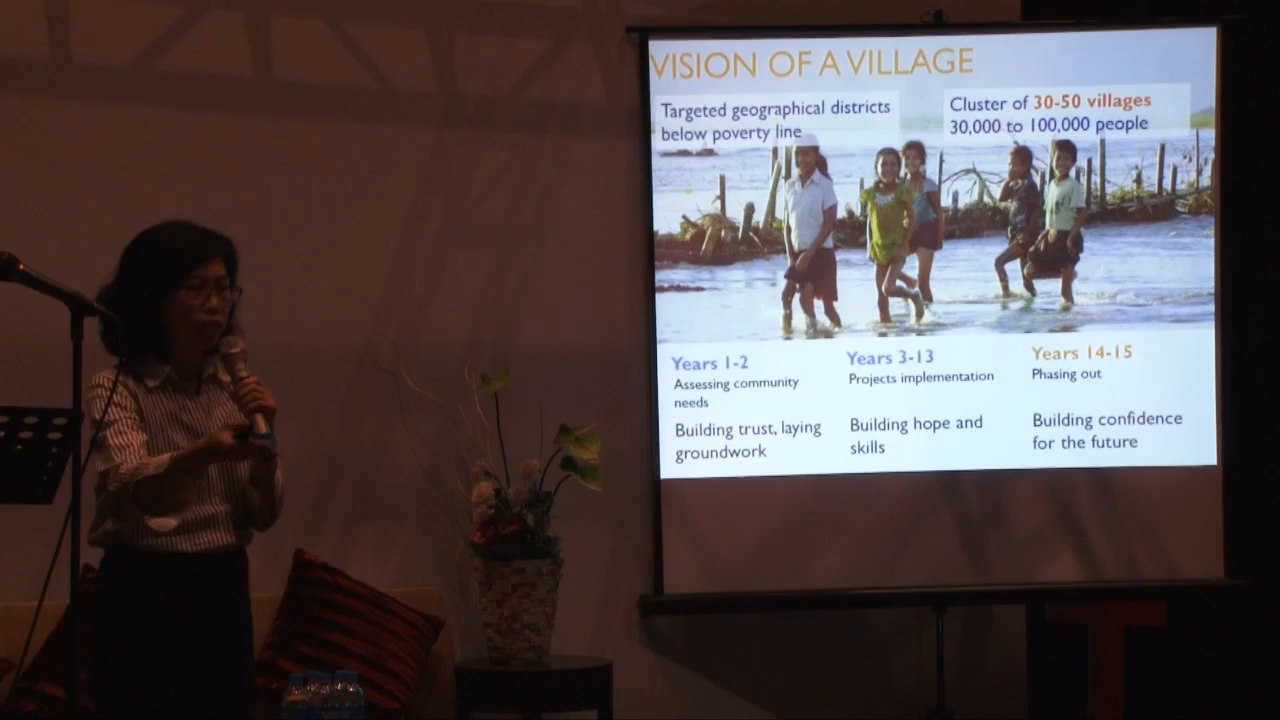 VISION OF A VILLAGE
Targeted geographical districts
below poverty line
Cluster of 30-50 villages
30,000 to 100,000 people
Years 1-2
Assessing community
needs
Building trust, laying
groundwork
Years 3-13
Projects implementation
Building hope and
skills
Years 14-15
Phasing out
Building confidence
for the future